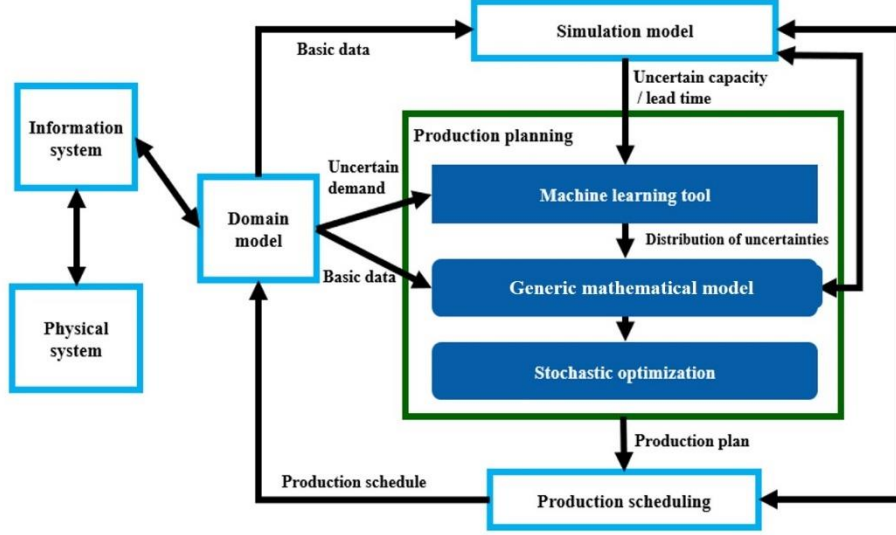 Simulation model
Basic data
Uncertain capacity
/ lead time
Information
system
Production planning
Uncertain
demand
Machine learning tool
Domain
model
Distribution of uncertainties
Basic data
Generic mathematical model
Physical
system
Stochastic optimization
Production plan
Production schedule
Production scheduling